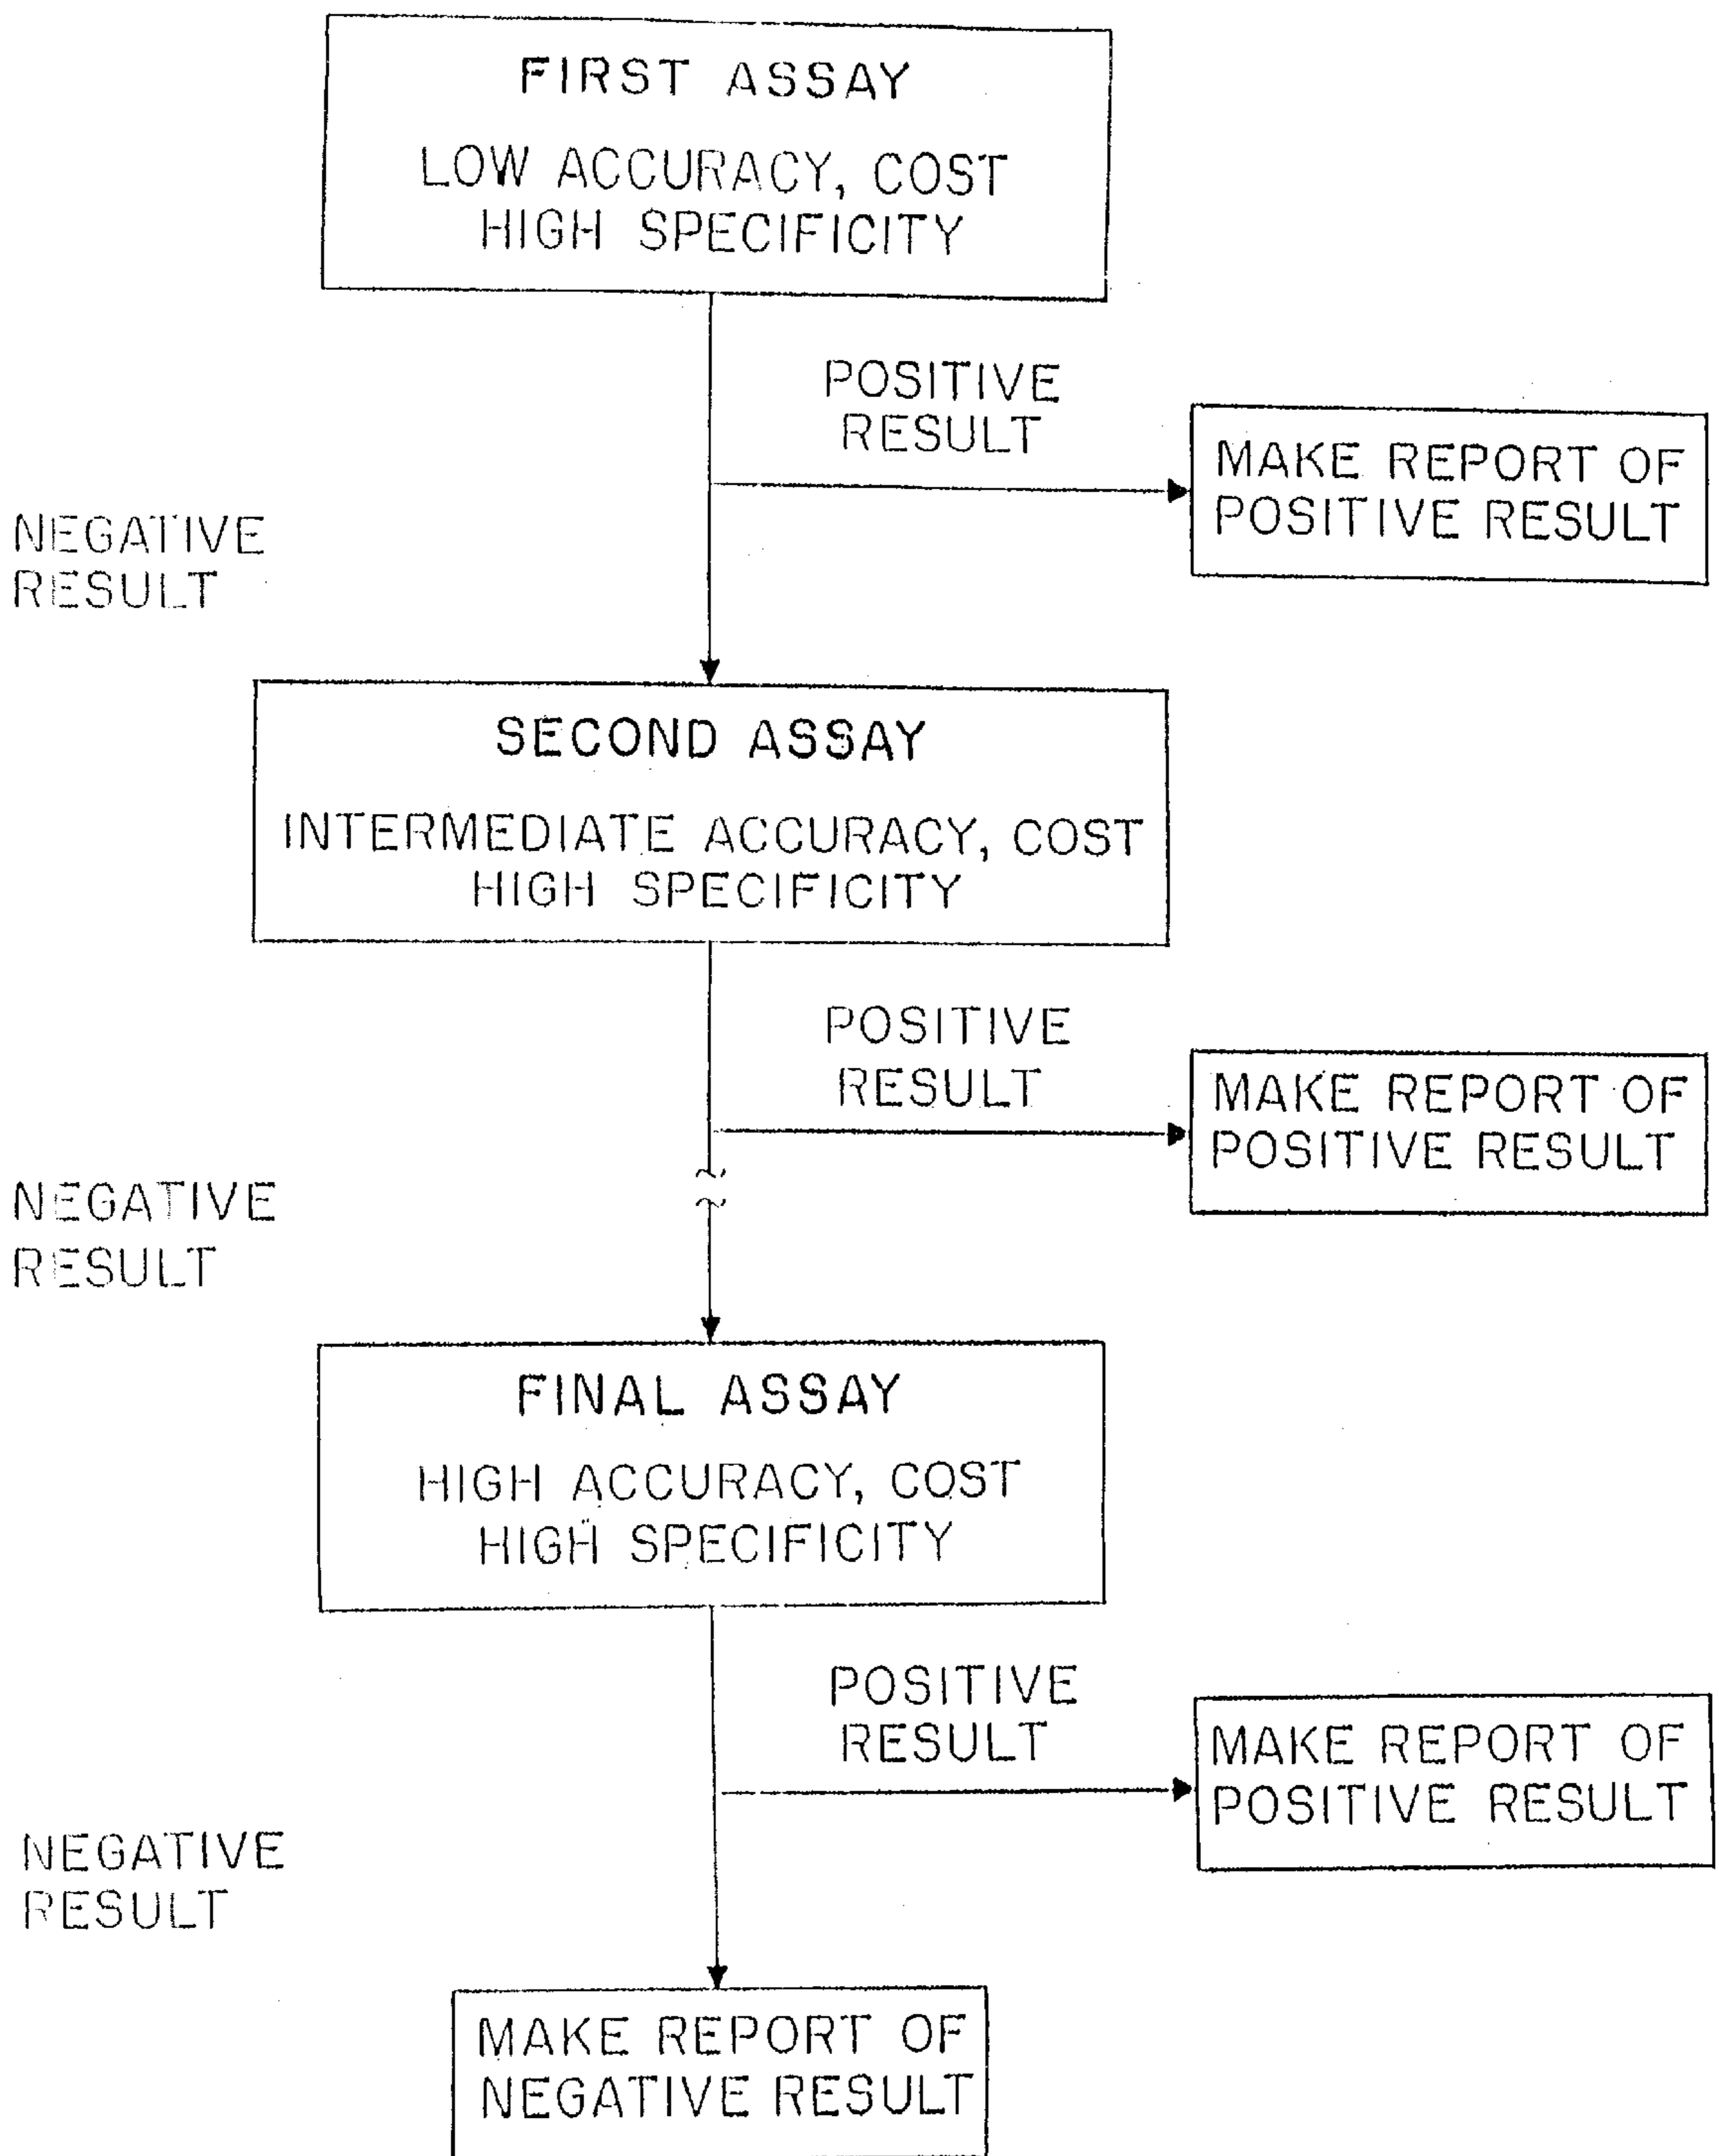 FIRST ASSAY
LOW ACCURACY, COST
HIGH SPECIFICITY
POSITIVE
RESULT
MAKE REPORT OF
POSITIVE RESULT
NEGATIVE
RESULT
SECOND ASSAY
INTERMEDIATE ACCURACY, COST
HIGH SPECIFICITY
POSITIVE
RESULT
MAKE REPORT OF
POSITIVE RESULT
NEGATIVE
RESULT
FINAL ASSAY
HIGH ACCURACY, COST
HIGH SPECIFICITY
POSITIVE
RESULT
MAKE REPORT OF
POSITIVE RESULT
NEGATIVE
RESULT
MAKE REPORT OF
NEGATIVE RESULT